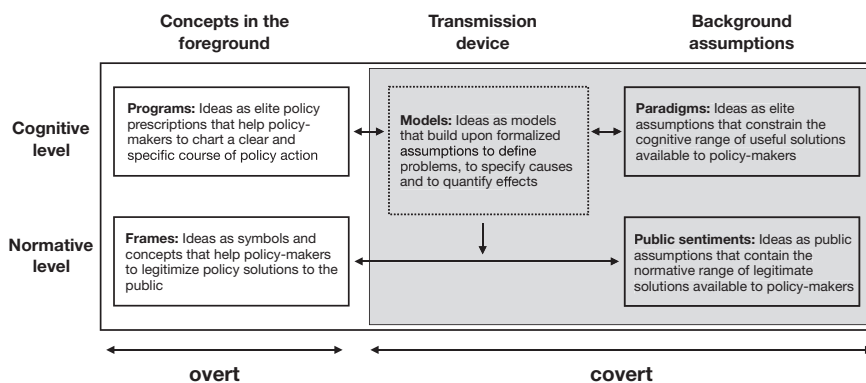 Concepts in the
foreground
Transmission
device
Background
assumptions
Cognitive
level
Programs: Ideas as elite policy
prescriptions that help policy-
makers to chart a clear and
specific course of policy action
Models: Ideas as models
that build upon formalized
assumptions to define
problems, to specify causes
and to quantify effects
Paradigms: Ideas as elite
assumptions that constrain the
cognitive range of useful solutions
available to policy-makers
Normative
level
Frames: Ideas as symbols and
concepts that help policy-makers
to legitimize policy solutions to the
public
Public sentiments: Ideas as public
assumptions that contain the
normative range of legitimate
solutions available to policy-makers
overt
covert